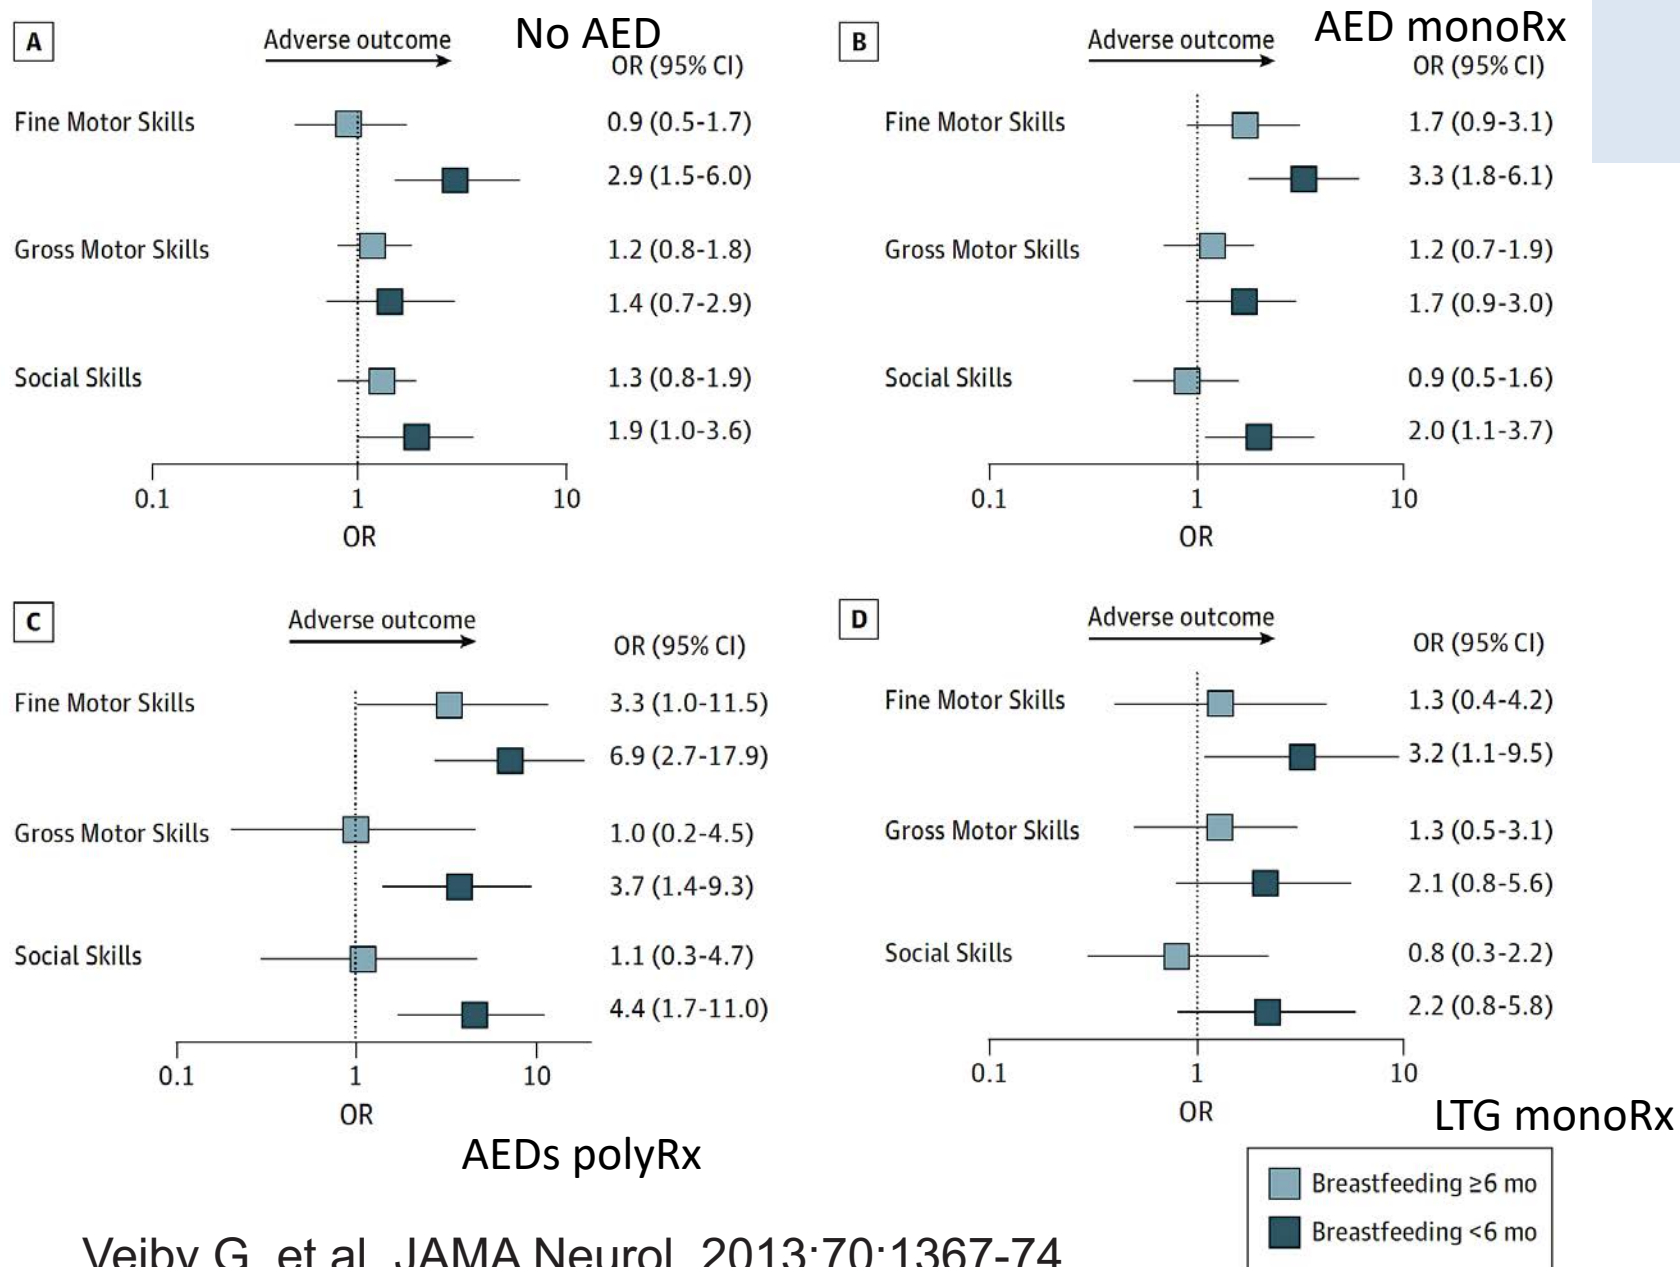 A
Adverse outcome
No AED
OR (95% CI)
Fine Motor Skills
0.9 (0.5-1.7)
2.9 (1.5-6.0)
Gross Motor Skills
1.2 (0.8-1.8)
1.4 (0.7-2.9)
Social Skills
1.3 (0.8-1.9)
1.9 (1.0-3.6)
0.1 1 10
OR
B
Adverse outcome
AED monoRx
OR (95% CI)
Fine Motor Skills
1.7 (0.9-3.1)
3.3 (1.8-6.1)
Gross Motor Skills
1.2 (0.7-1.9)
1.7 (0.9-3.0)
Social Skills
0.9 (0.5-1.6)
2.0 (1.1-3.7)
0.1 1 10
OR
C
Adverse outcome
OR (95% CI)
Fine Motor Skills
3.3 (1.0-11.5)
6.9 (2.7-17.9)
Gross Motor Skills
1.0 (0.2-4.5)
3.7 (1.4-9.3)
Social Skills
1.1 (0.3-4.7)
4.4 (1.7-11.0)
0.1 1 10
OR
AEDs polyRx
D
Adverse outcome
OR (95% CI)
Fine Motor Skills
1.3 (0.4-4.2)
3.2 (1.1-9.5)
Gross Motor Skills
1.3 (0.5-3.1)
2.1 (0.8-5.6)
Social Skills
0.8 (0.3-2.2)
2.2 (0.8-5.8)
0.1 1 10
OR
LTG monoRx
Breastfeeding ≥6 mo
Breastfeeding <6 mo
Veiby G, et al. JAMA Neurol. 2013;70:1367-74